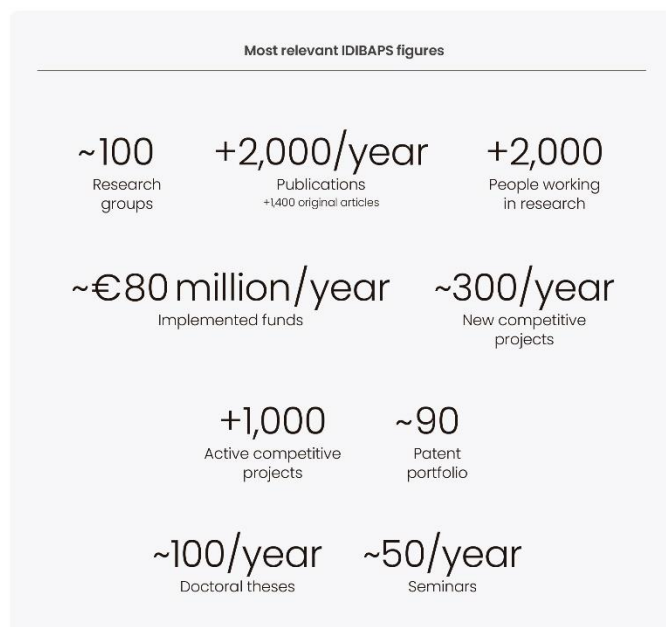 Most relevant IDIBAPS figures
~100
Research
groups
+2,000/year
Publications
+1,400 original articles
+2,000
People working
in research
~€80 million/year
Implemented funds
~300/year
New competitive
projects
+1,000
Active competitive
projects
~90
Patent
portfolio
~100/year
Doctoral theses
~50/year
Seminars